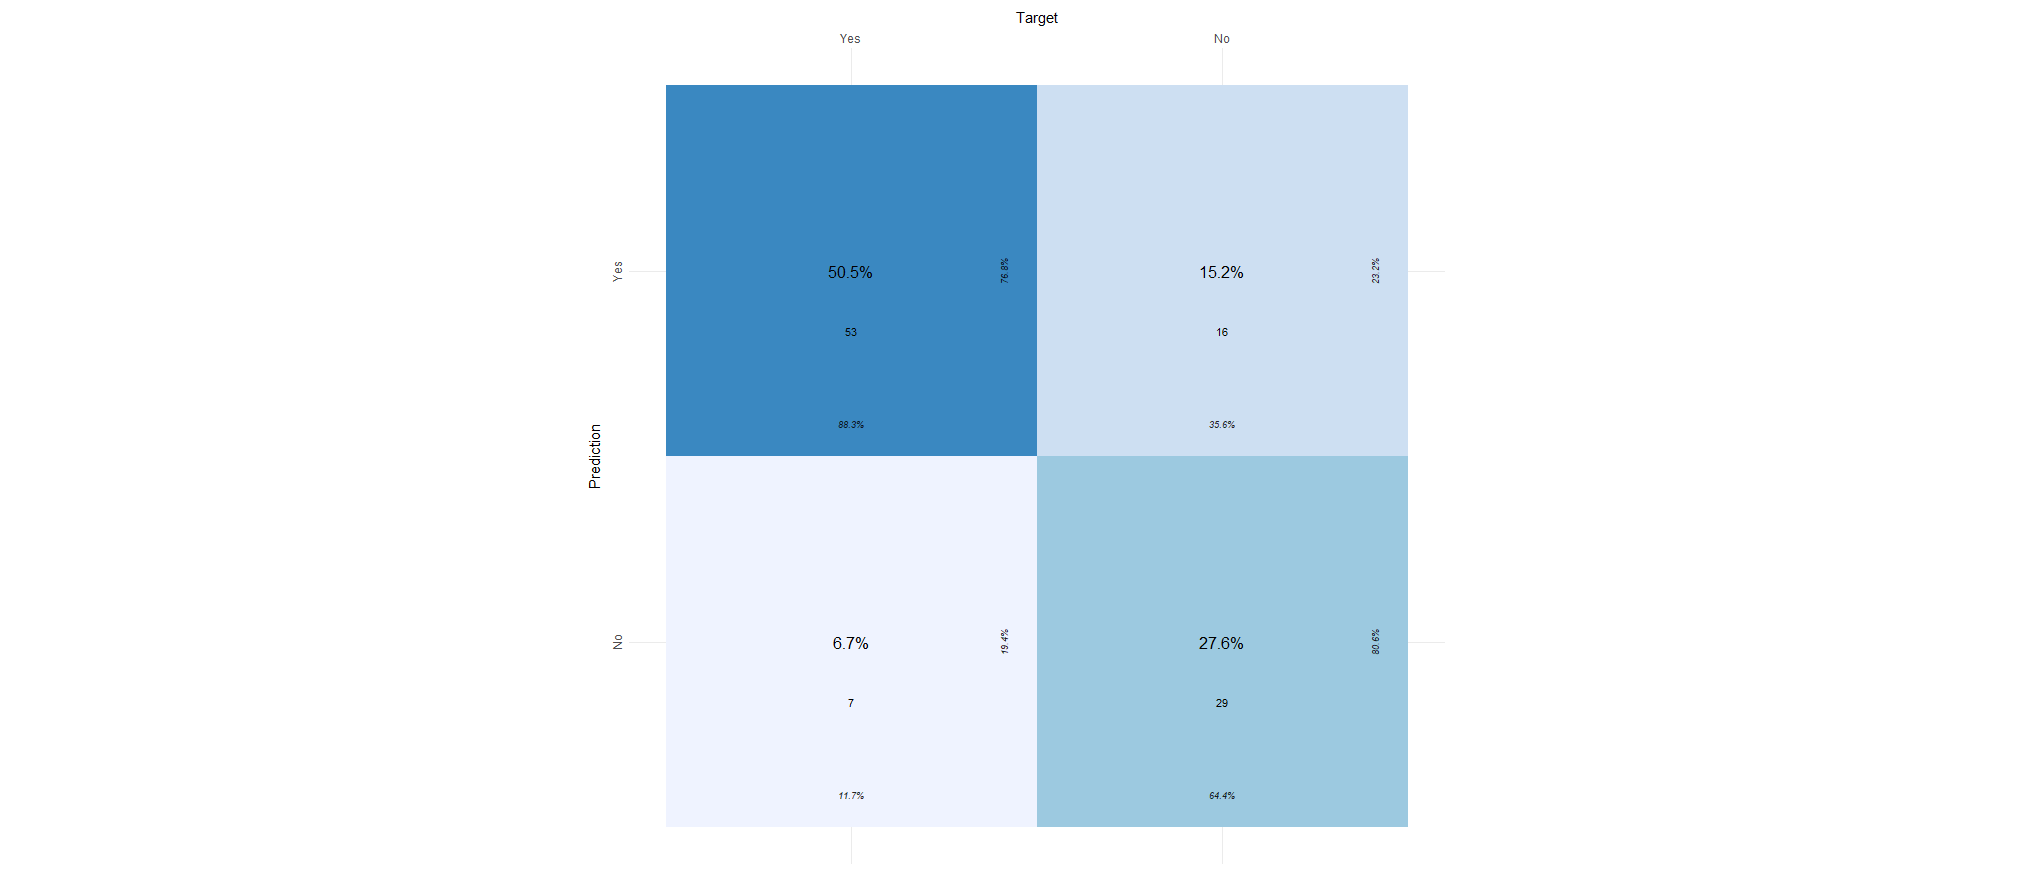 Target
Yes
No
Yes
50.5%
76.8%
15.2%
23.2%
53
16
88.3%
35.6%
Prediction
No
6.7%
19.4%
27.6%
80.6%
7
29
11.7%
64.4%